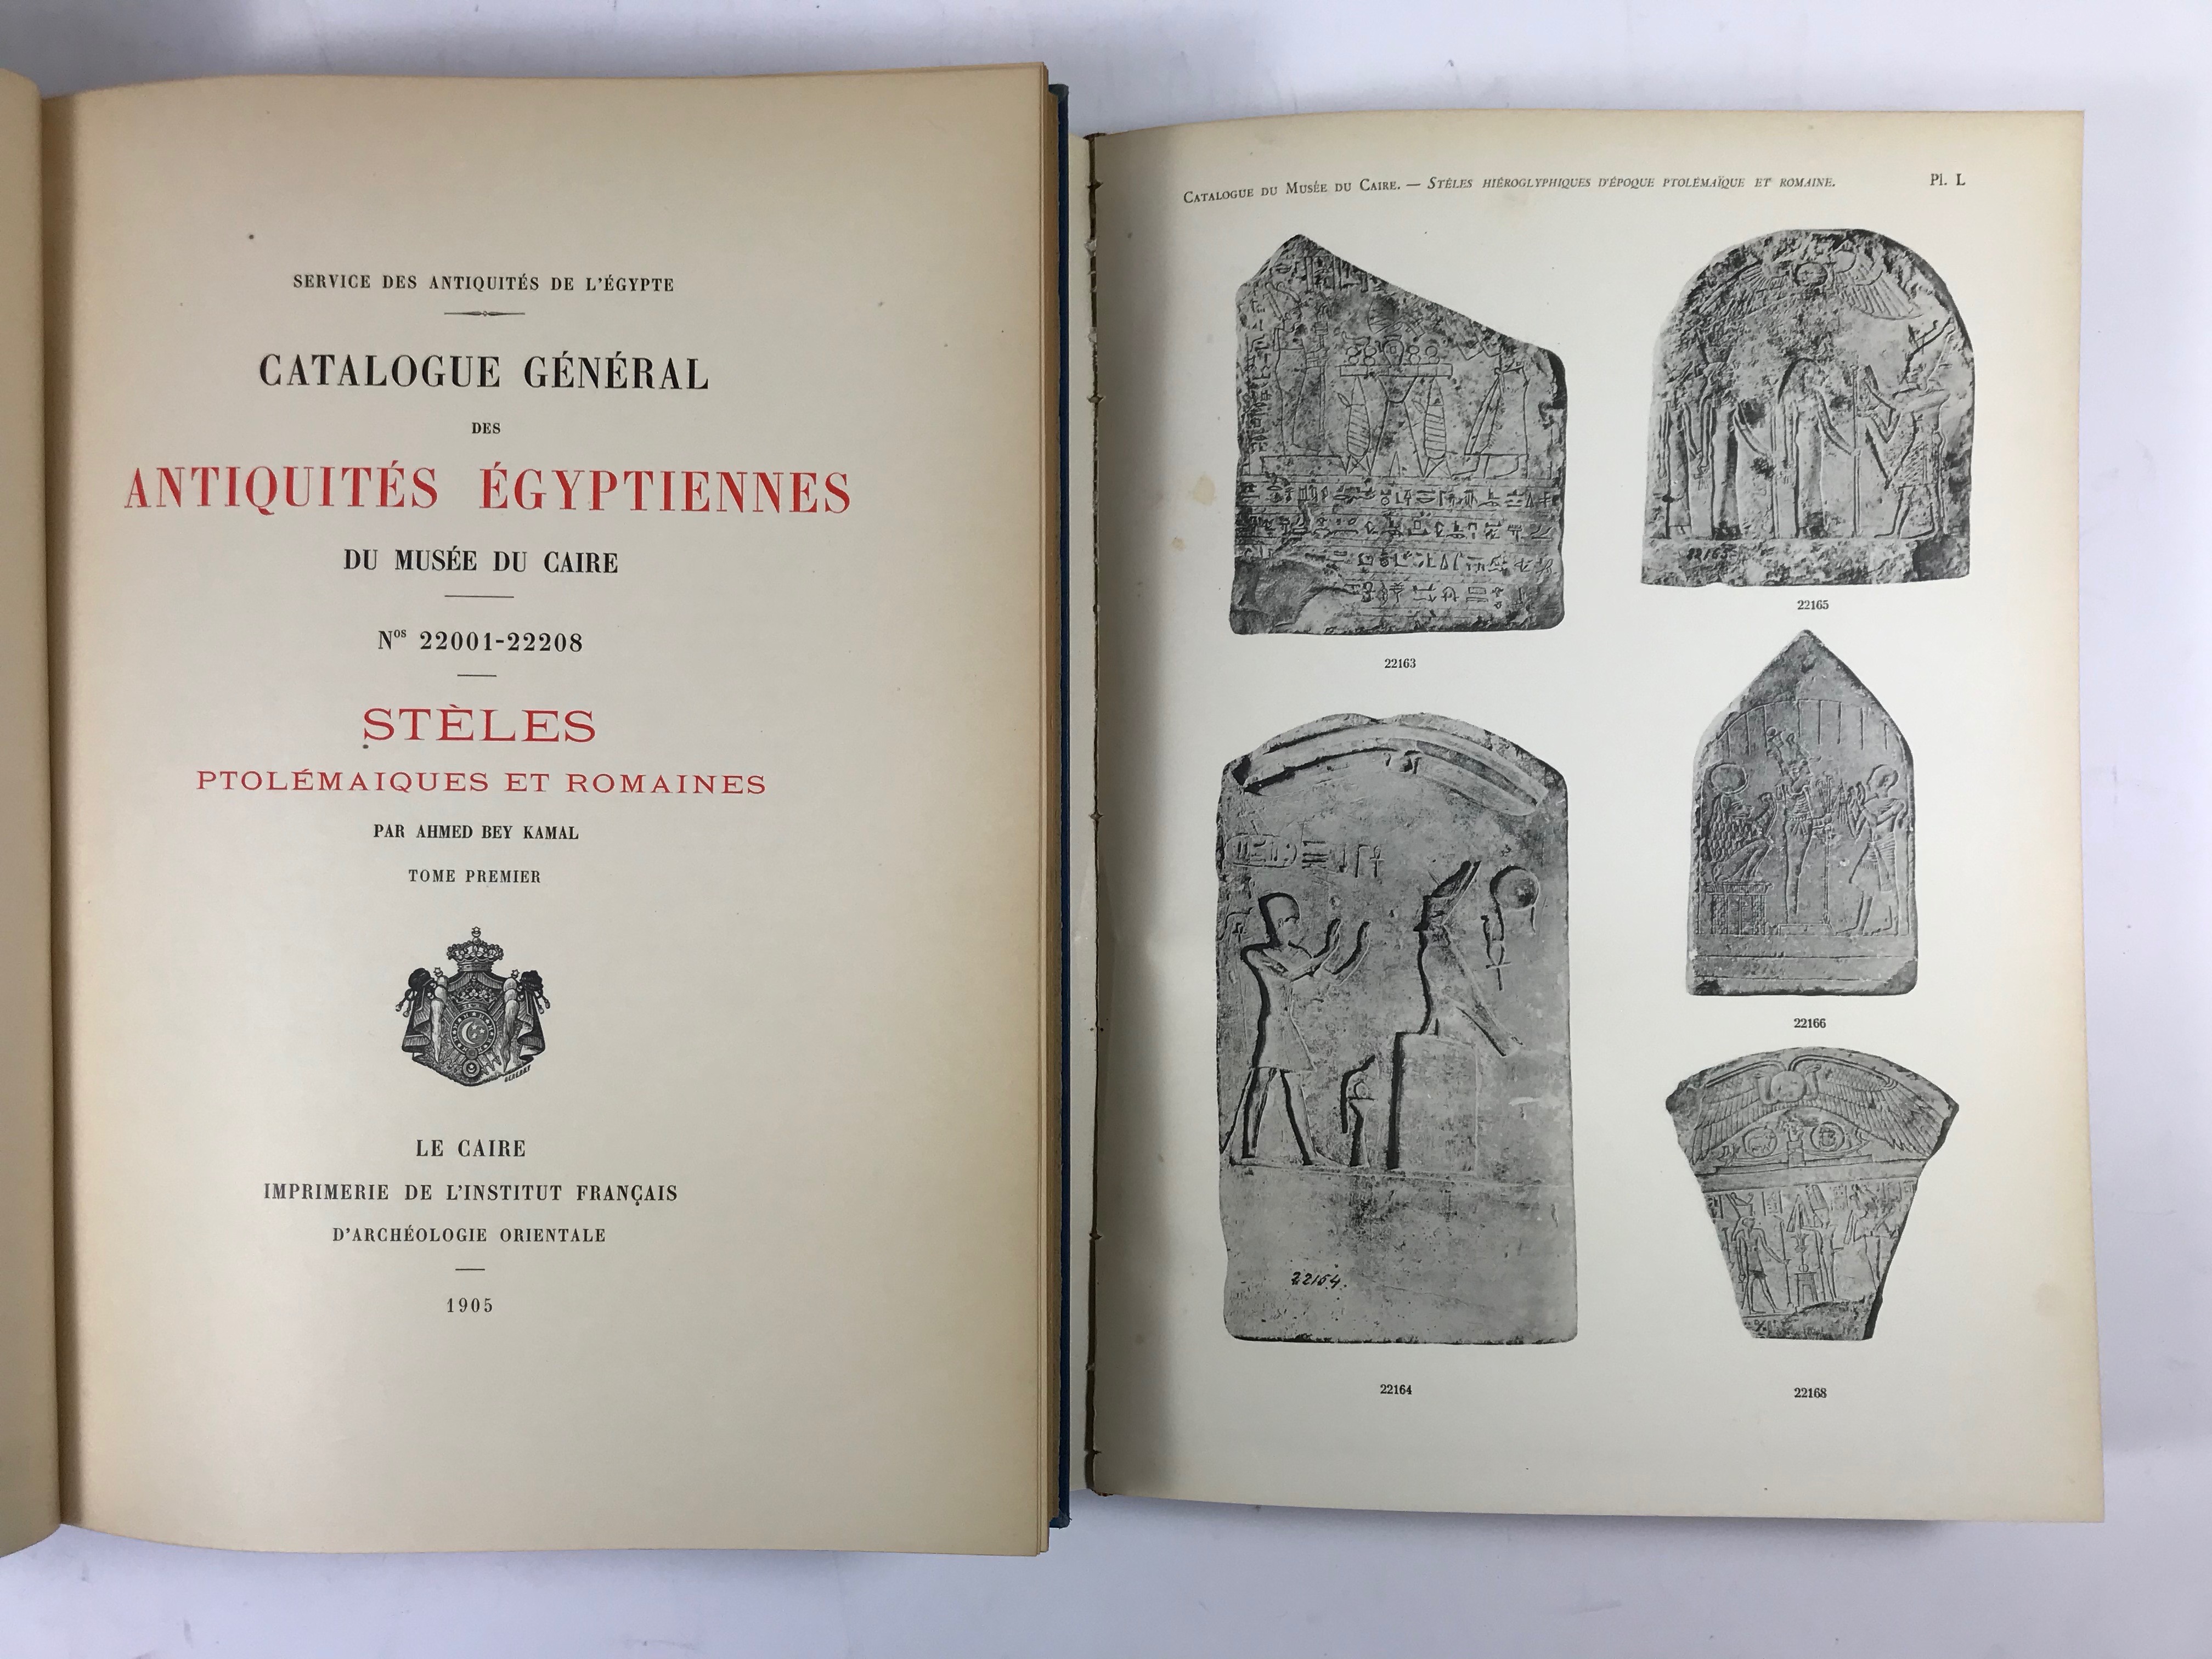 SERVICE DES ANTIQUITÉS DE L'ÉGYPTE
CATALOGUE GÉNÉRAL
DES
ANTIQUITÉS ÉGYPTIENNES
DU MUSÉE DU CAIRE
Nos 22001-22208
STÈLES
PTOLÉMAIQUES ET ROMAINES
PAR AHMED BEY KAMAL
TOME PREMIER
LE CAIRE
IMPRIMERIE DE L'INSTITUT FRANÇAIS
D'ARCHÉOLOGIE ORIENTALE
1905
CATALOGUE DU MUSÉE DU CAIRE. — STÈLES HIÉROGLYPHIQUES D'ÉPOQUE PTOLÉMAÏQUE ET ROMAINE.
Pl. L
22163
22165
22165
22166
22164.
22164
22168